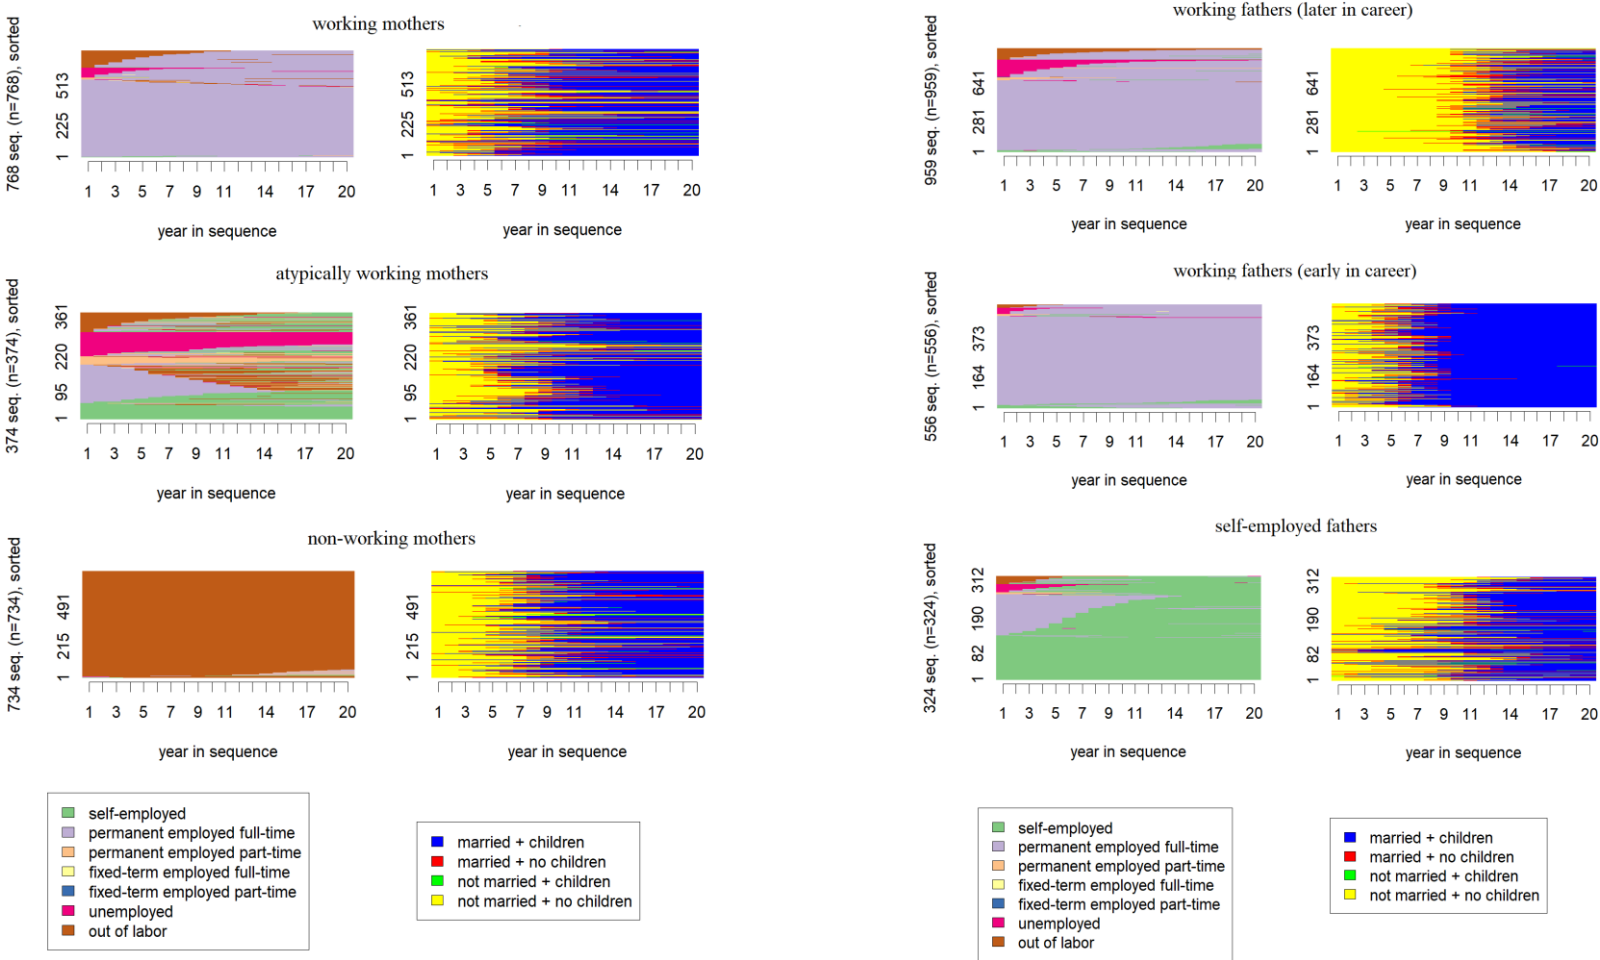 working mothers
768 seq. (n=768), sorted
1 225 513
1 3 5 7 9 11 14 17 20
year in sequence
1 225 513
1 3 5 7 9 11 14 17 20
year in sequence
atypically working mothers
374 seq. (n=374), sorted
1 95 220 361
1 3 5 7 9 11 14 17 20
year in sequence
1 95 220 361
1 3 5 7 9 11 14 17 20
year in sequence
non-working mothers
734 seq. (n=734), sorted
1 215 491
1 3 5 7 9 11 14 17 20
year in sequence
1 215 491
1 3 5 7 9 11 14 17 20
year in sequence
self-employed
permanent employed full-time
permanent employed part-time
fixed-term employed full-time
fixed-term employed part-time
unemployed
out of labor
married + children
married + no children
not married + children
not married + no children
working fathers (later in career)
959 seq. (n=959), sorted
1 281 641
1 3 5 7 9 11 14 17 20
year in sequence
1 281 641
1 3 5 7 9 11 14 17 20
year in sequence
working fathers (early in career)
556 seq. (n=556), sorted
1 164 373
1 3 5 7 9 11 14 17 20
year in sequence
1 164 373
1 3 5 7 9 11 14 17 20
year in sequence
self-employed fathers
324 seq. (n=324), sorted
1 82 190 312
1 3 5 7 9 11 14 17 20
year in sequence
1 82 190 312
1 3 5 7 9 11 14 17 20
year in sequence
self-employed
permanent employed full-time
permanent employed part-time
fixed-term employed full-time
fixed-term employed part-time
unemployed
out of labor
married + children
married + no children
not married + children
not married + no children